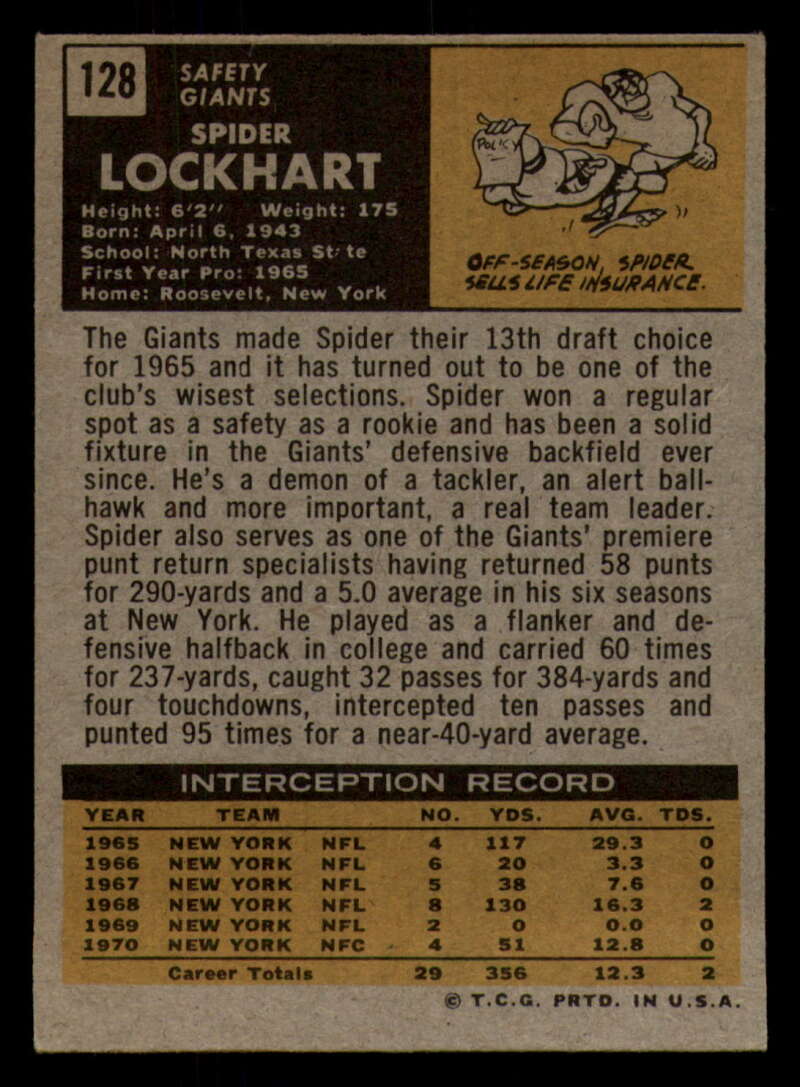 128
SAFETY
GIANTS
SPIDER
LOCKHART
Height: 6'2" Weight: 175
Born: April 6, 1943
School: North Texas St te
First Year Pro: 1965
Home: Roosevelt, New York
POLICY
OFF-SEASON, SPIDER
SELLS LIFE INSURANCE.
The Giants made Spider their 13th draft choice
for 1965 and it has turned out to be one of the
club's wisest selections. Spider won a regular
spot as a safety as a rookie and has been a solid
fixture in the Giants' defensive backfield ever
since. He's a demon of a tackler, an alert ball-
hawk and more important, a real team leader.
Spider also serves as one of the Giants' premiere
punt return specialists having returned 58 punts
for 290-yards and a 5.0 average in his six seasons
at New York. He played as a flanker and de-
fensive halfback in college and carried 60 times
for 237-yards, caught 32 passes for 384-yards and
four touchdowns, intercepted ten passes and
punted 95 times for a near-40-yard average.
INTERCEPTION RECORD
YEAR TEAM NO. YDS. AVG. TDS.
1965 NEW YORK NFL 4 117 29.3 0
1966 NEW YORK NFL 6 20 3.3 0
1967 NEW YORK NFL 5 38 7.6 0
1968 NEW YORK NFL 8 130 16.3 2
1969 NEW YORK NFL 2 0 0.0 0
1970 NEW YORK NFC 4 51 12.8 0
Career Totals 29 356 12.3 2
© T.C.G. PRTD. IN U.S.A.